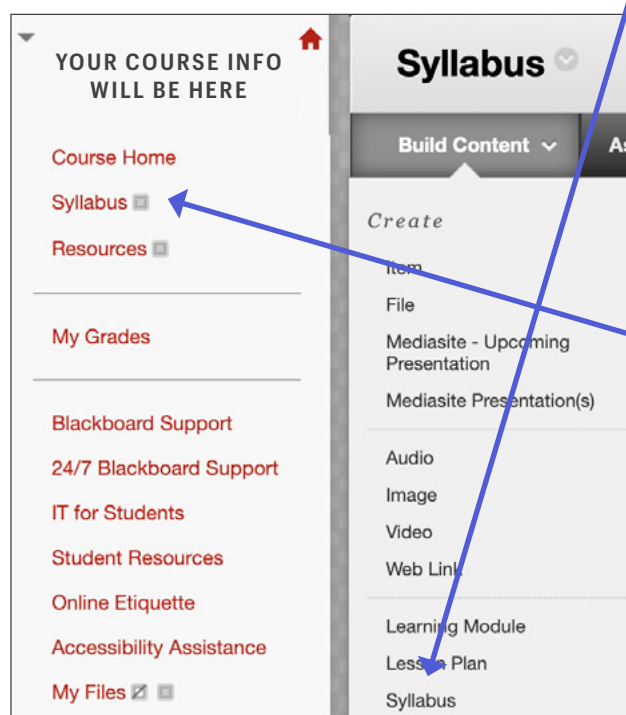 YOUR COURSE INFO
WILL BE HERE
Course Home
Syllabus
Resources
My Grades
Blackboard Support
24/7 Blackboard Support
IT for Students
Student Resources
Online Etiquette
Accessibility Assistance
My Files
Syllabus
Build Content
As
Create
Item
File
Mediasite - Upcoming
Presentation
Mediasite Presentation(s)
Audio
Image
Video
Web Link
Learning Module
Lesson Plan
Syllabus